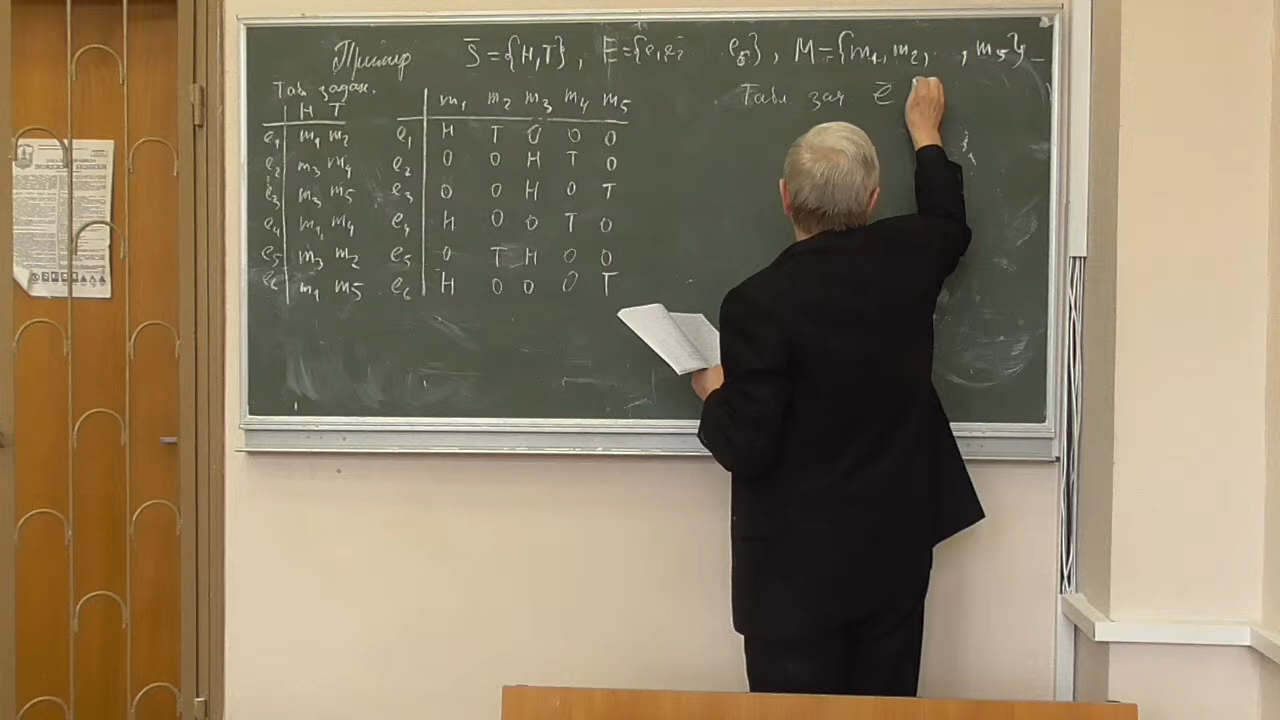 Пример S̄={H,T}, E={e₁,e₂ e₅}, M={m₁,m₂, , m₅}
Табл задан. Табл зад
H T
e₁ m₁ m₂
e₂ m₃ m₄
e₃ m₃ m₅
e₄ m₁, m₄
e₅ m₃ m₂
e₆ m₁ m₅
m₁ m₂ m₃ m₄ m₅
e₁ H T 0 0 0
e₂ 0 0 H T 0
e₃ 0 0 H 0 T
e₄ H 0 0 T 0
e₅ 0 T H 0 0
e₆ H 0 0 0 T